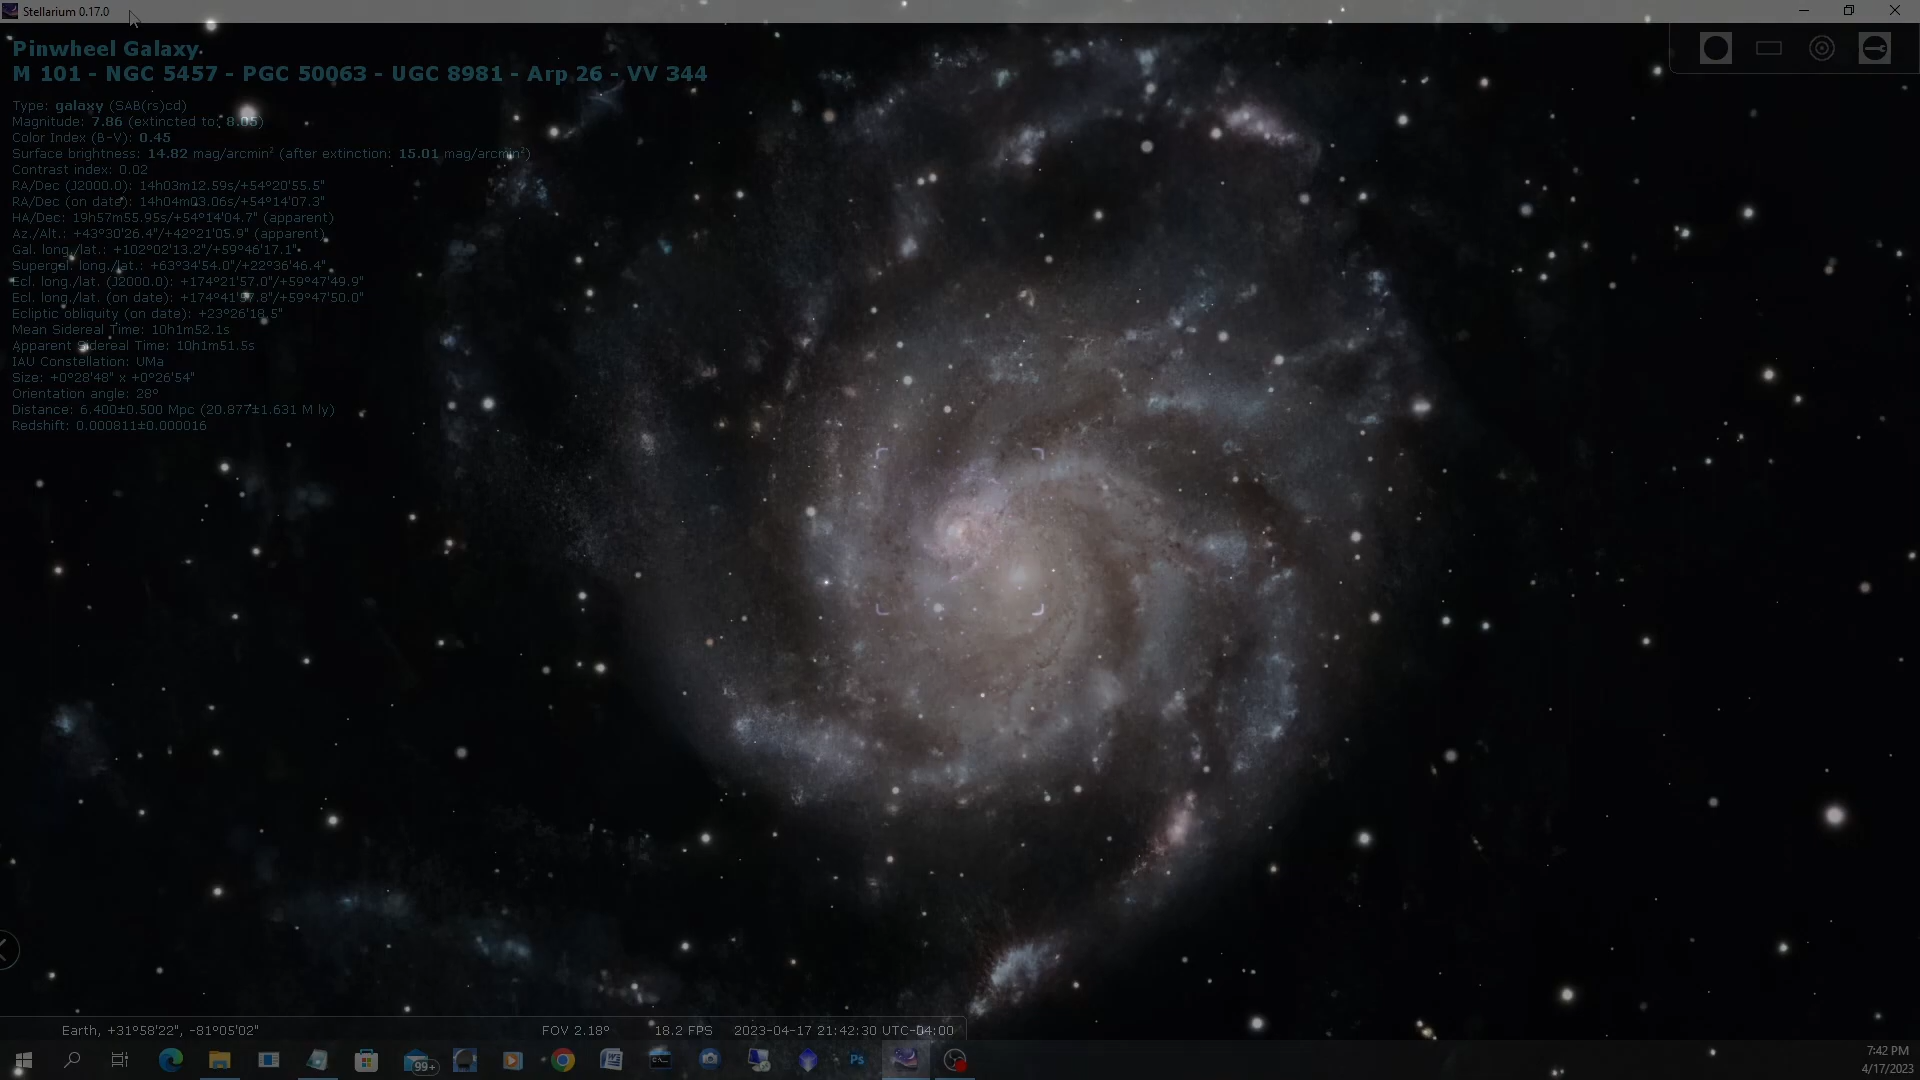 Stellarium 0.17.0
Pinwheel Galaxy
M 101 - NGC 5457 - PGC 50063 - UGC 8981 - Arp 26 - VV 344
Type: galaxy (SAB(rs)cd)
Magnitude: 7.86 (extincted to: 8.05)
Color Index (B-V): 0.45
Surface brightness: 14.82 mag/arcmin² (after extinction: 15.01 mag/arcmin²)
Contrast index: 0.02
RA/Dec (J2000.0): 14h03m12.59s/+54°20'55.5"
RA/Dec (on date): 14h04m03.06s/+54°14'07.3"
HA/Dec: 19h57m55.95s/+54°14'04.7" (apparent)
Az./Alt.: +43°30'26.4"/+42°21'05.9" (apparent)
Gal. long./lat.: +102°02'13.2"/+59°46'17.1"
Supergal. long./lat.: +63°34'54.0"/+22°36'46.4"
Ecl. long./lat. (J2000.0): +174°21'57.0"/+59°47'49.9"
Ecl. long./lat. (on date): +174°41'37.8"/+59°47'50.0"
Ecliptic obliquity (on date): +23°26'18.5"
Mean Sidereal Time: 10h1m52.1s
Apparent Sidereal Time: 10h1m51.5s
IAU Constellation: UMa
Size: +0°28'48" x +0°26'54"
Orientation angle: 28°
Distance: 6.400±0.500 Mpc (20.877±1.631 M ly)
Redshift: 0.000811±0.000016
Earth, +31°58'22", -81°05'02" FOV 2.18° 18.2 FPS 2023-04-17 21:42:30 UTC-04:00
99+
Ps
7:42 PM
4/17/2023